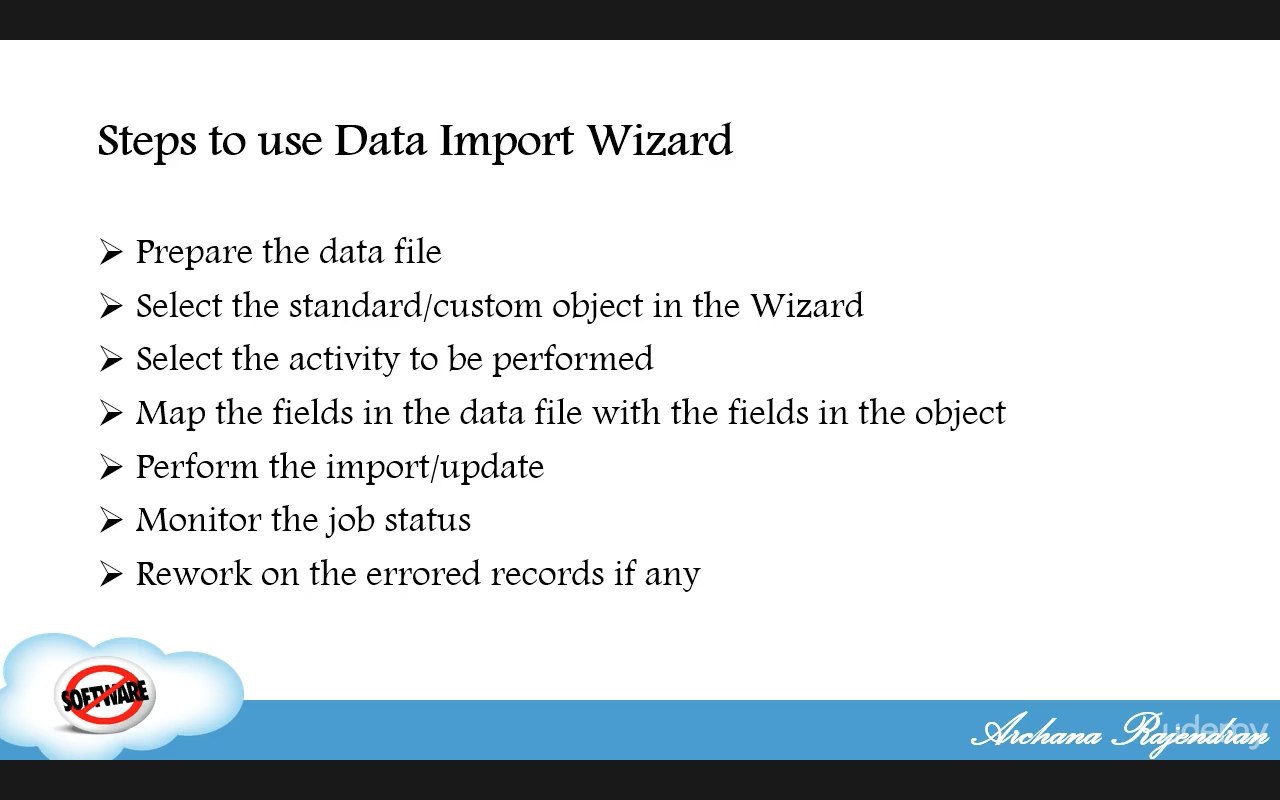 Steps to use Data Import Wizard
➢ Prepare the data file
➢ Select the standard/custom object in the Wizard
➢ Select the activity to be performed
➢ Map the fields in the data file with the fields in the object
➢ Perform the import/update
➢ Monitor the job status
➢ Rework on the errored records if any
SOFTWARE
Archana Rajendran
udemy